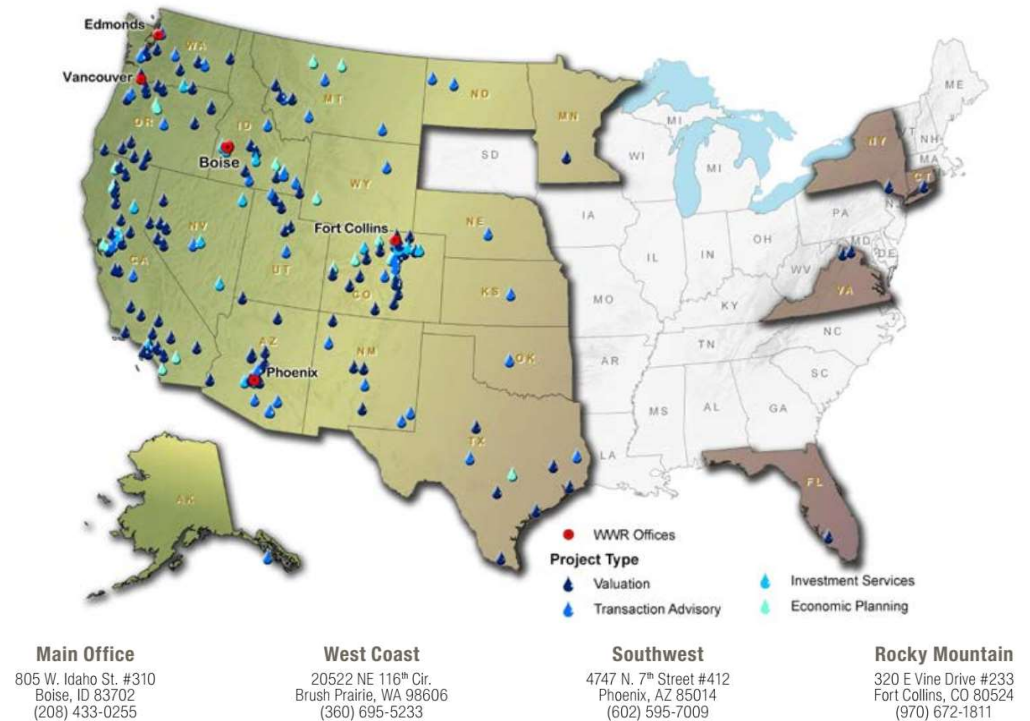 Edmonds
WA
Vancouver
OR
ID
Boise
MT
ND
MN
SD
WI
MI
MI
ME
VT
NH
MA
NY
CT
NJ
PA
WY
NE
IA
IL
IN
OH
MD
DE
WV
VA
Fort Collins
NV
CA
UT
CO
KS
MO
KY
NC
TN
AZ
Phoenix
NM
OK
AR
SC
MS
AL
GA
TX
LA
FL
AK
WWR Offices
Project Type
Valuation
Transaction Advisory
Investment Services
Economic Planning
Main Office
805 W. Idaho St. #310
Boise, ID 83702
(208) 433-0255
West Coast
20522 NE 116th Cir.
Brush Prairie, WA 98606
(360) 695-5233
Southwest
4747 N. 7th Street #412
Phoenix, AZ 85014
(602) 595-7009
Rocky Mountain
320 E Vine Drive #233
Fort Collins, CO 80524
(970) 672-1811